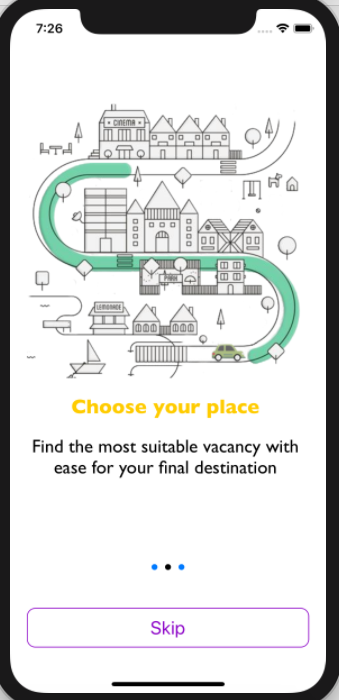 7:26
CINEMA
PARK
LEMONADE
Choose your place
Find the most suitable vacancy with
ease for your final destination
Skip